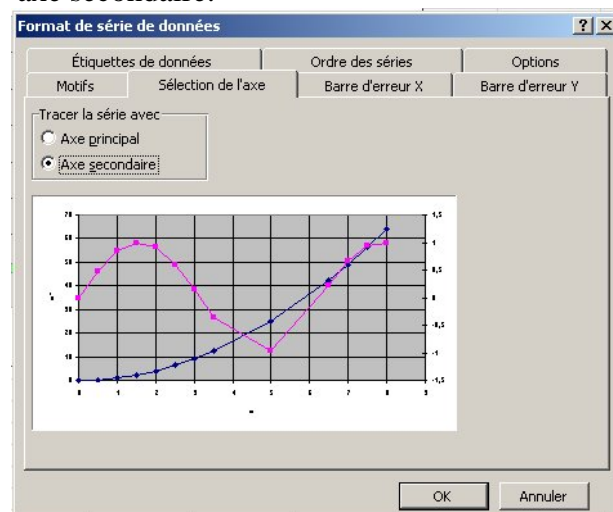 axe secondaire.
Format de série de données
Étiquettes de données Ordre des séries Options
Motifs Sélection de l'axe Barre d'erreur X Barre d'erreur Y
Tracer la série avec
Axe principal
Axe secondaire
70 1,5
60 1
50 0,5
40
30 0
20 -0,5
10 -1
0 -1,5
0 1 2 3 4 5 6 7 8 9
OK Annuler